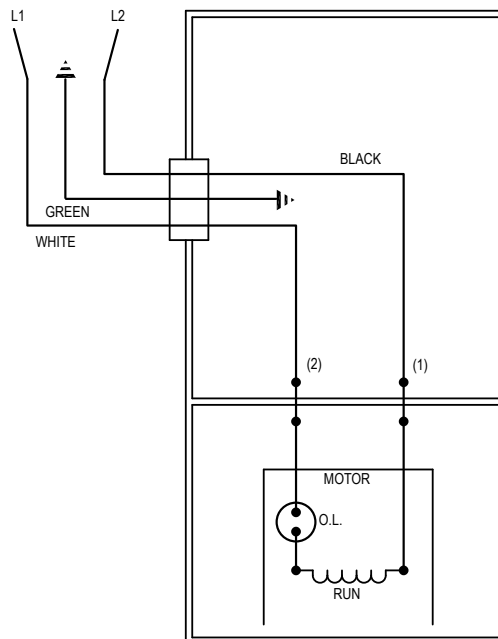 L1
L2
BLACK
GREEN
WHITE
(2)
(1)
MOTOR
O.L.
RUN